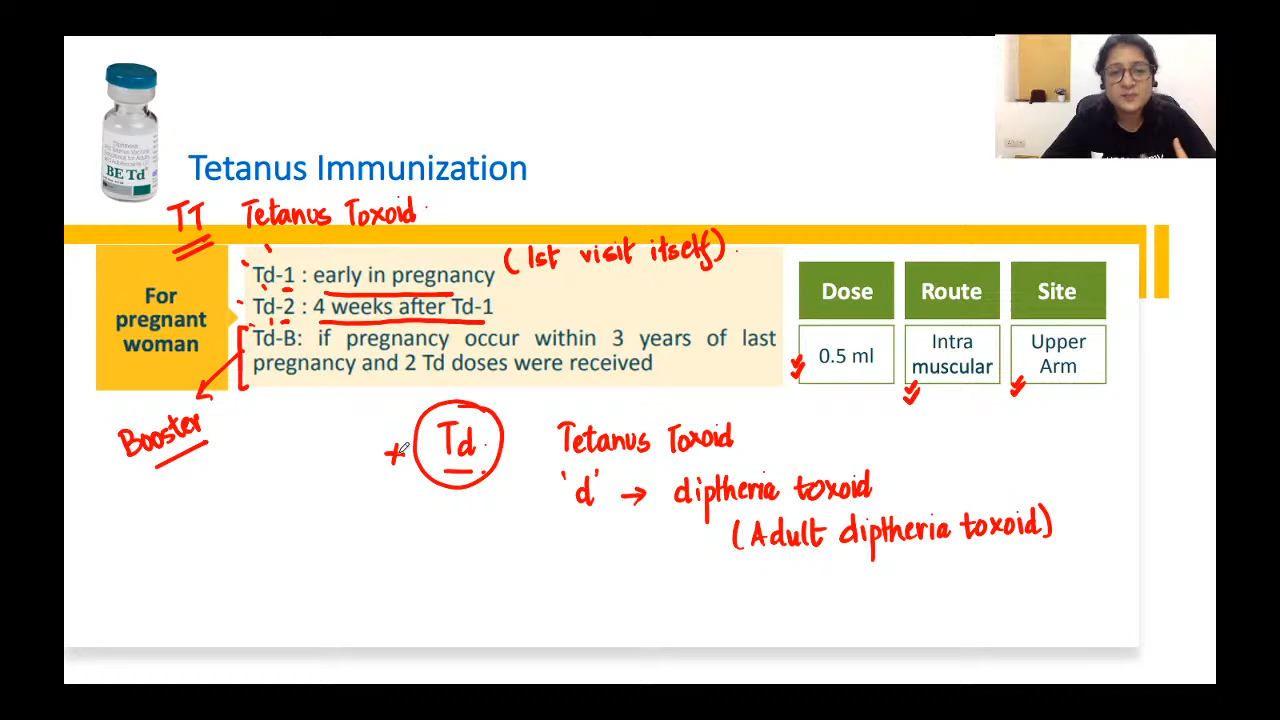 BE Td
Tetanus Immunization
TT Tetanus Toxoid
(1st visit itself)
For
pregnant
woman
Td-1 : early in pregnancy
Td-2 : 4 weeks after Td-1
Td-B: if pregnancy occur within 3 years of last
pregnancy and 2 Td doses were received
Dose Route Site
0.5 ml
Intra
muscular
Upper
Arm
Booster
+ Td
Tetanus Toxoid
'd' → diptheria toxoid
(Adult diptheria toxoid)